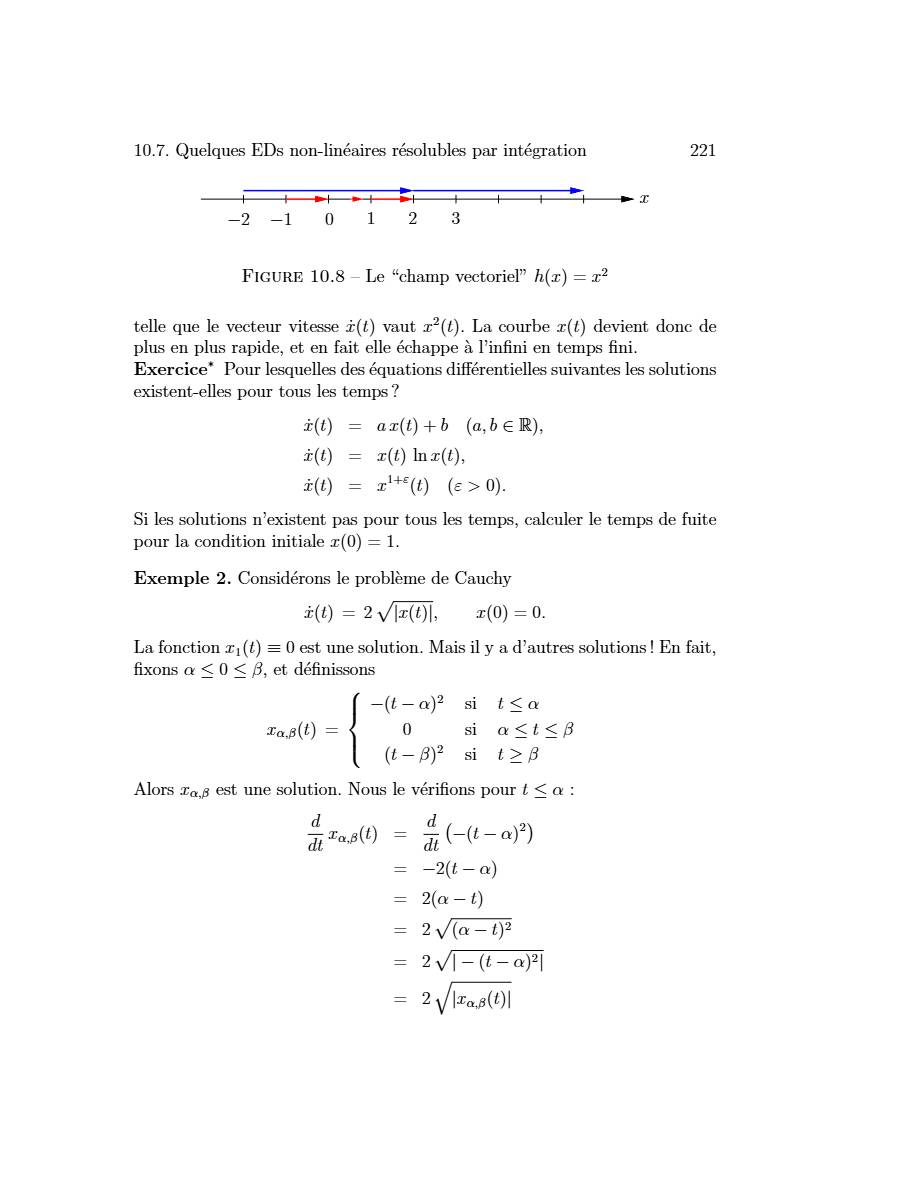 10.7. Quelques EDs non-linéaires résolubles par intégration 221
x
−2 −1 0 1 2 3
Figure 10.8 – Le “champ vectoriel” h(x) = x²
telle que le vecteur vitesse ẋ(t) vaut x²(t). La courbe x(t) devient donc de
plus en plus rapide, et en fait elle échappe à l’infini en temps fini.
Exercice* Pour lesquelles des équations différentielles suivantes les solutions
existent-elles pour tous les temps ?
ẋ(t) = a x(t) + b (a, b ∈ ℝ),
ẋ(t) = x(t) ln x(t),
ẋ(t) = x^{1+ε}(t) (ε > 0).
Si les solutions n’existent pas pour tous les temps, calculer le temps de fuite
pour la condition initiale x(0) = 1.
Exemple 2. Considérons le problème de Cauchy
ẋ(t) = 2 √|x(t)|, x(0) = 0.
La fonction x₁(t) ≡ 0 est une solution. Mais il y a d’autres solutions ! En fait,
fixons α ≤ 0 ≤ β, et définissons
x_{α,β}(t) = { −(t − α)² si t ≤ α
0 si α ≤ t ≤ β
(t − β)² si t ≥ β
Alors x_{α,β} est une solution. Nous le vérifions pour t ≤ α :
d/dt x_{α,β}(t) = d/dt (−(t − α)²)
= −2(t − α)
= 2(α − t)
= 2 √(α − t)²
= 2 √| − (t − α)²|
= 2 √|x_{α,β}(t)|